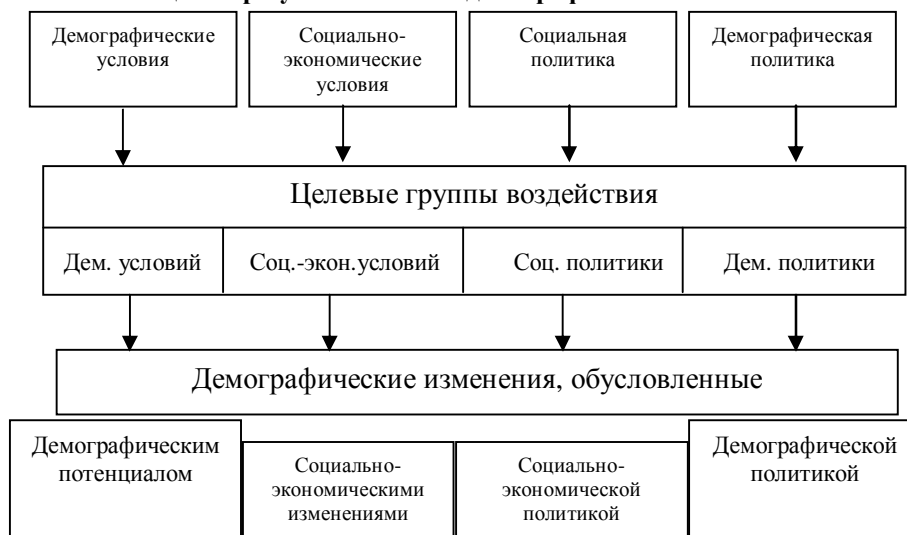 Демографические
условия
Социально-
экономические
условия
Социальная
политика
Демографическая
политика
Целевые группы воздействия
Дем. условий
Соц.-экон.условий
Соц. политики
Дем. политики
Демографические изменения, обусловленные
Демографическим
потенциалом
Социально-
экономическими
изменениями
Социально-
экономической
политикой
Демографической
политикой